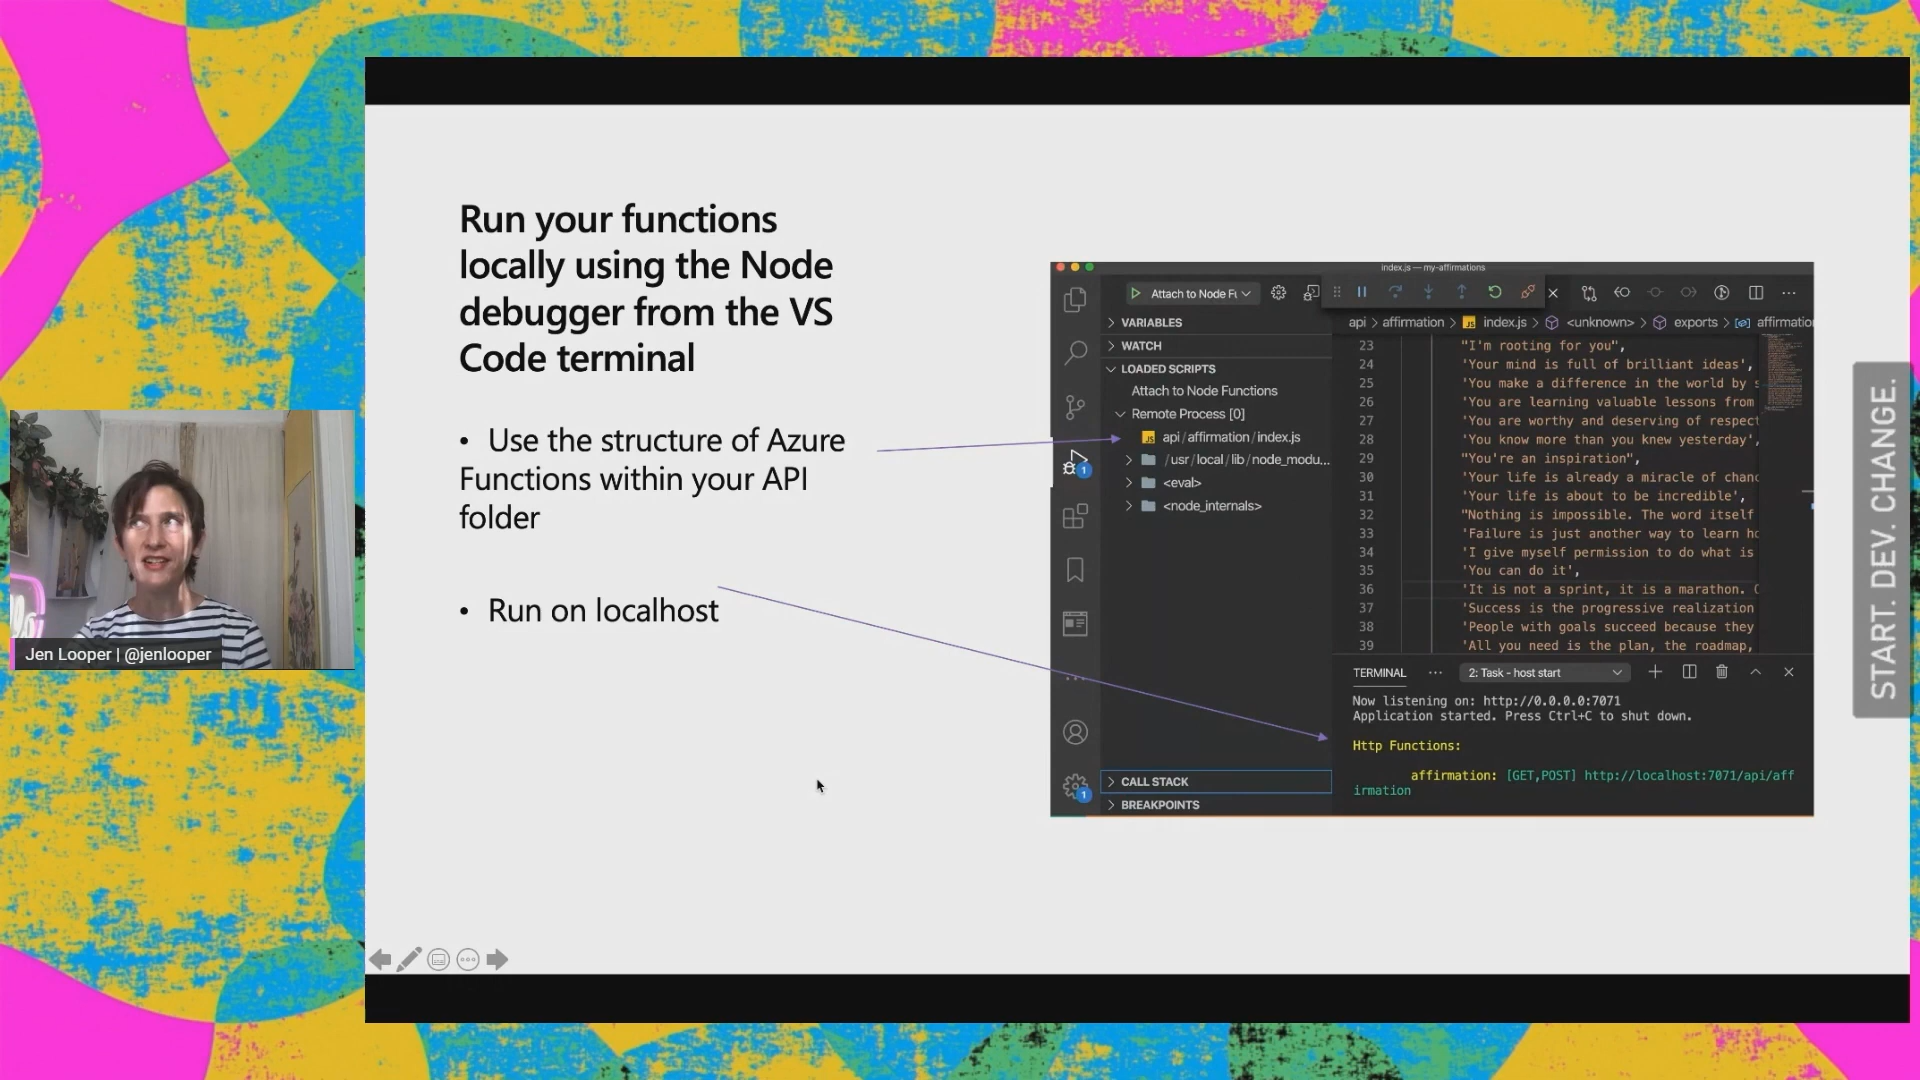 Run your functions
locally using the Node
debugger from the VS
Code terminal
• Use the structure of Azure
Functions within your API
folder
• Run on localhost
Jen Looper | @jenlooper
START. DEV. CHANGE.
index.js — my-affirmations
Attach to Node Fu
VARIABLES
WATCH
LOADED SCRIPTS
Attach to Node Functions
Remote Process [0]
JS api/affirmation/index.js
/usr/local/lib/node_modu...
<eval>
<node_internals>
CALL STACK
BREAKPOINTS
1
1
api > affirmation > JS index.js > <unknown> > exports > affirmation
23 "I'm rooting for you",
24 'Your mind is full of brilliant ideas',
25 'You make a difference in the world by s
26 'You are learning valuable lessons from
27 'You are worthy and deserving of respect
28 'You know more than you knew yesterday',
29 "You're an inspiration",
30 'Your life is already a miracle of chanc
31 'Your life is about to be incredible',
32 "Nothing is impossible. The word itself
33 'Failure is just another way to learn ho
34 'I give myself permission to do what is
35 'You can do it',
36 'It is not a sprint, it is a marathon. O
37 'Success is the progressive realization
38 'People with goals succeed because they
39 'All you need is the plan, the roadmap,
TERMINAL ... 2: Task - host start
Now listening on: http://0.0.0.0:7071
Application started. Press Ctrl+C to shut down.
Http Functions:
affirmation: [GET,POST] http://localhost:7071/api/aff
irmation